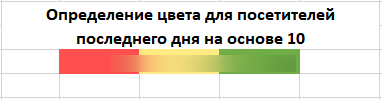 Определение цвета для посетителей
последнего дня на основе 10